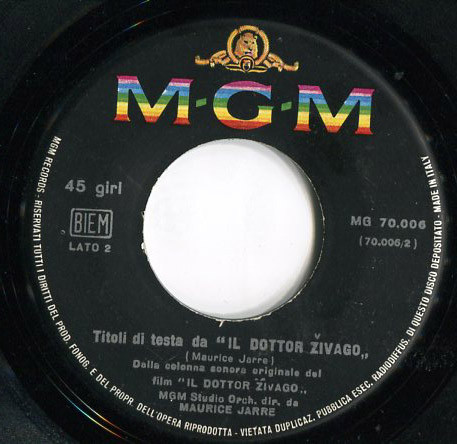 M-G-M
45 giri
BIEM
LATO 2
MG 70.006
(70.006/2)
Titoli di testa da "IL DOTTOR ŽIVAGO„
(Maurice Jarre)
Dalla colonna sonora originale del
film "IL DOTTOR ŽIVAGO„
MGM Studio Orch. dir. da
MAURICE JARRE
MGM RECORDS - RISERVATI TUTTI I DIRITTI DEL PROD. FONOG. E DEL PROPR. DELL'OPERA RIPRODOTTA - VIETATA DUPLICAZ. PUBBLICA ESEC. RADIODIFFUS. DI QUESTO DISCO DEPOSITATO - MADE IN ITALY